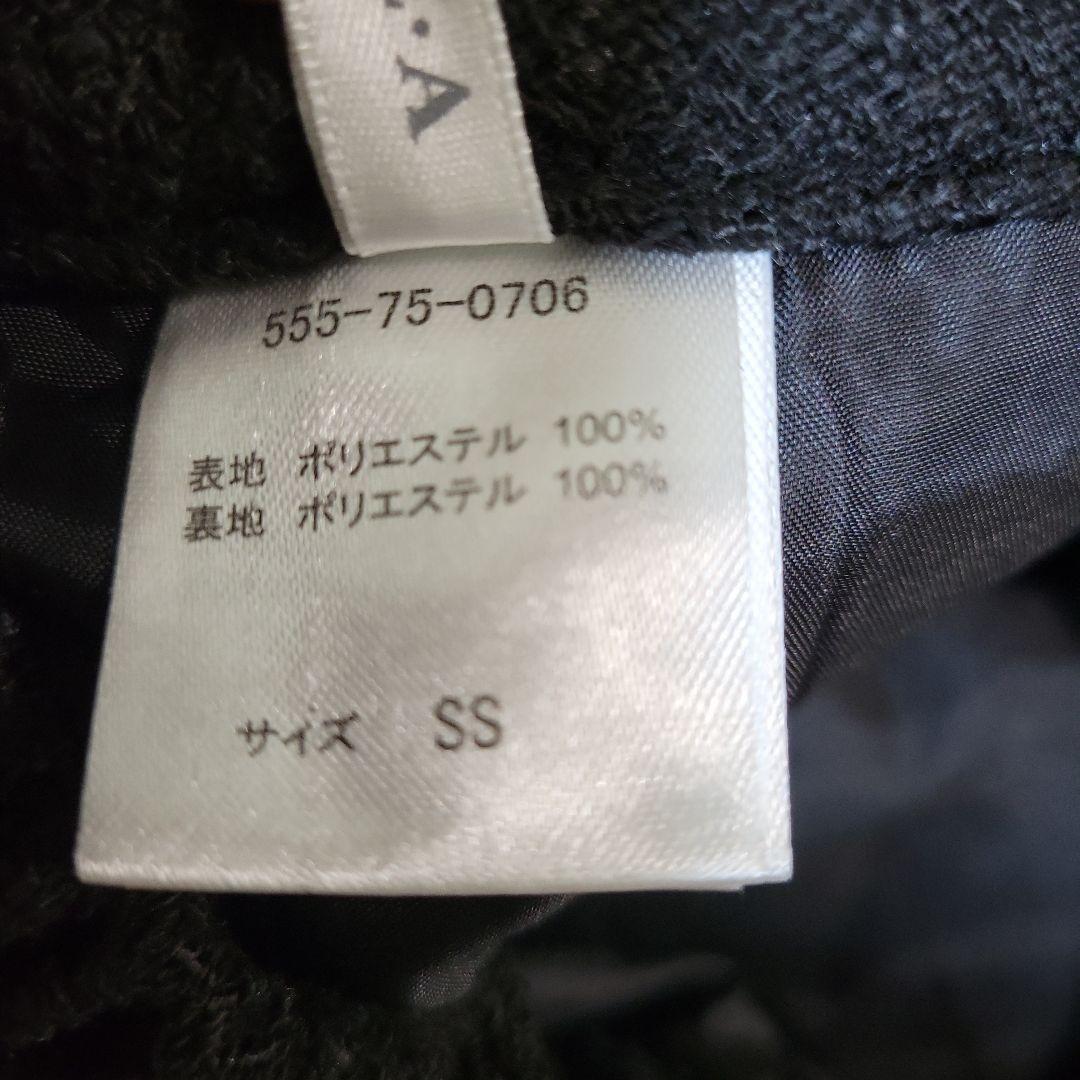 A
555-75-0706
表地 ポリエステル 100%
裏地 ポリエステル 100%
サイズ SS